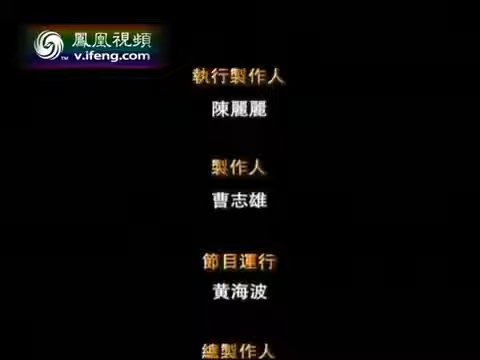 鳳凰視頻
v.ifeng.com
執行製作人
陳麗麗
製作人
曹志雄
節目運行
黃海波
總製作人